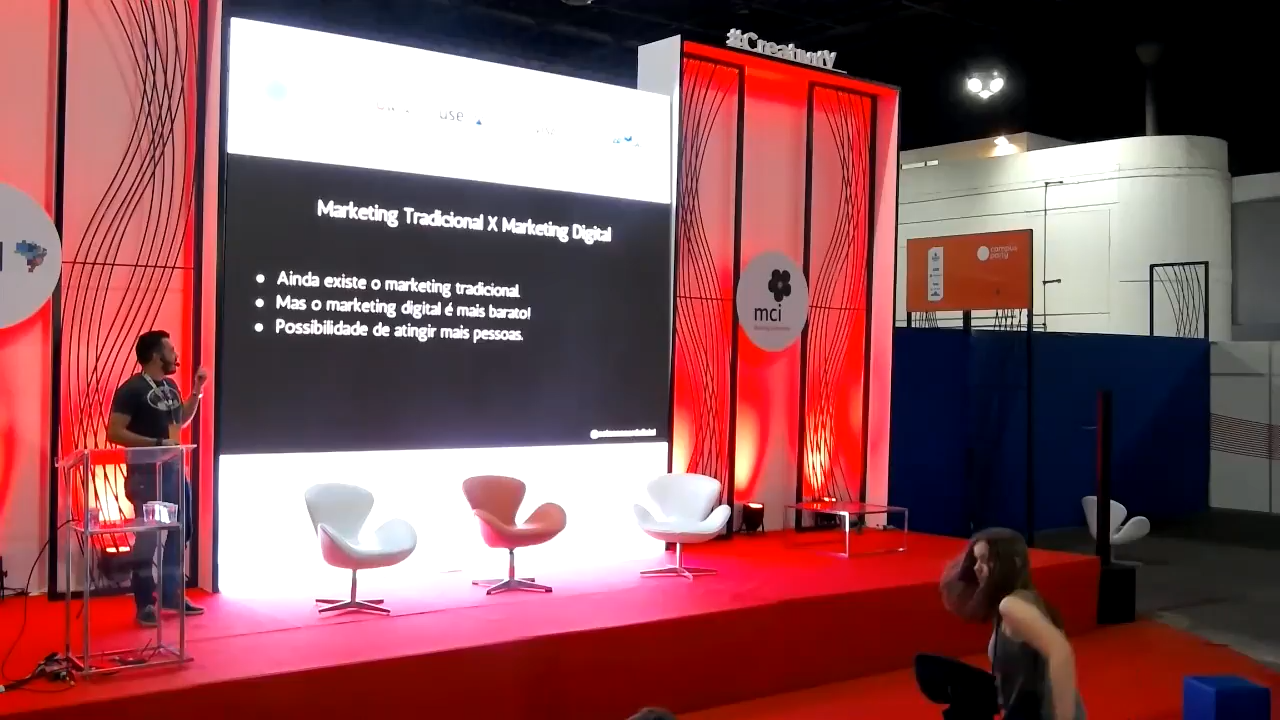 #Creativity
use
Marketing Tradicional X Marketing Digital
● Ainda existe o marketing tradicional.
● Mas o marketing digital é mais barato!
● Possibilidade de atingir mais pessoas.
mci
campus
party